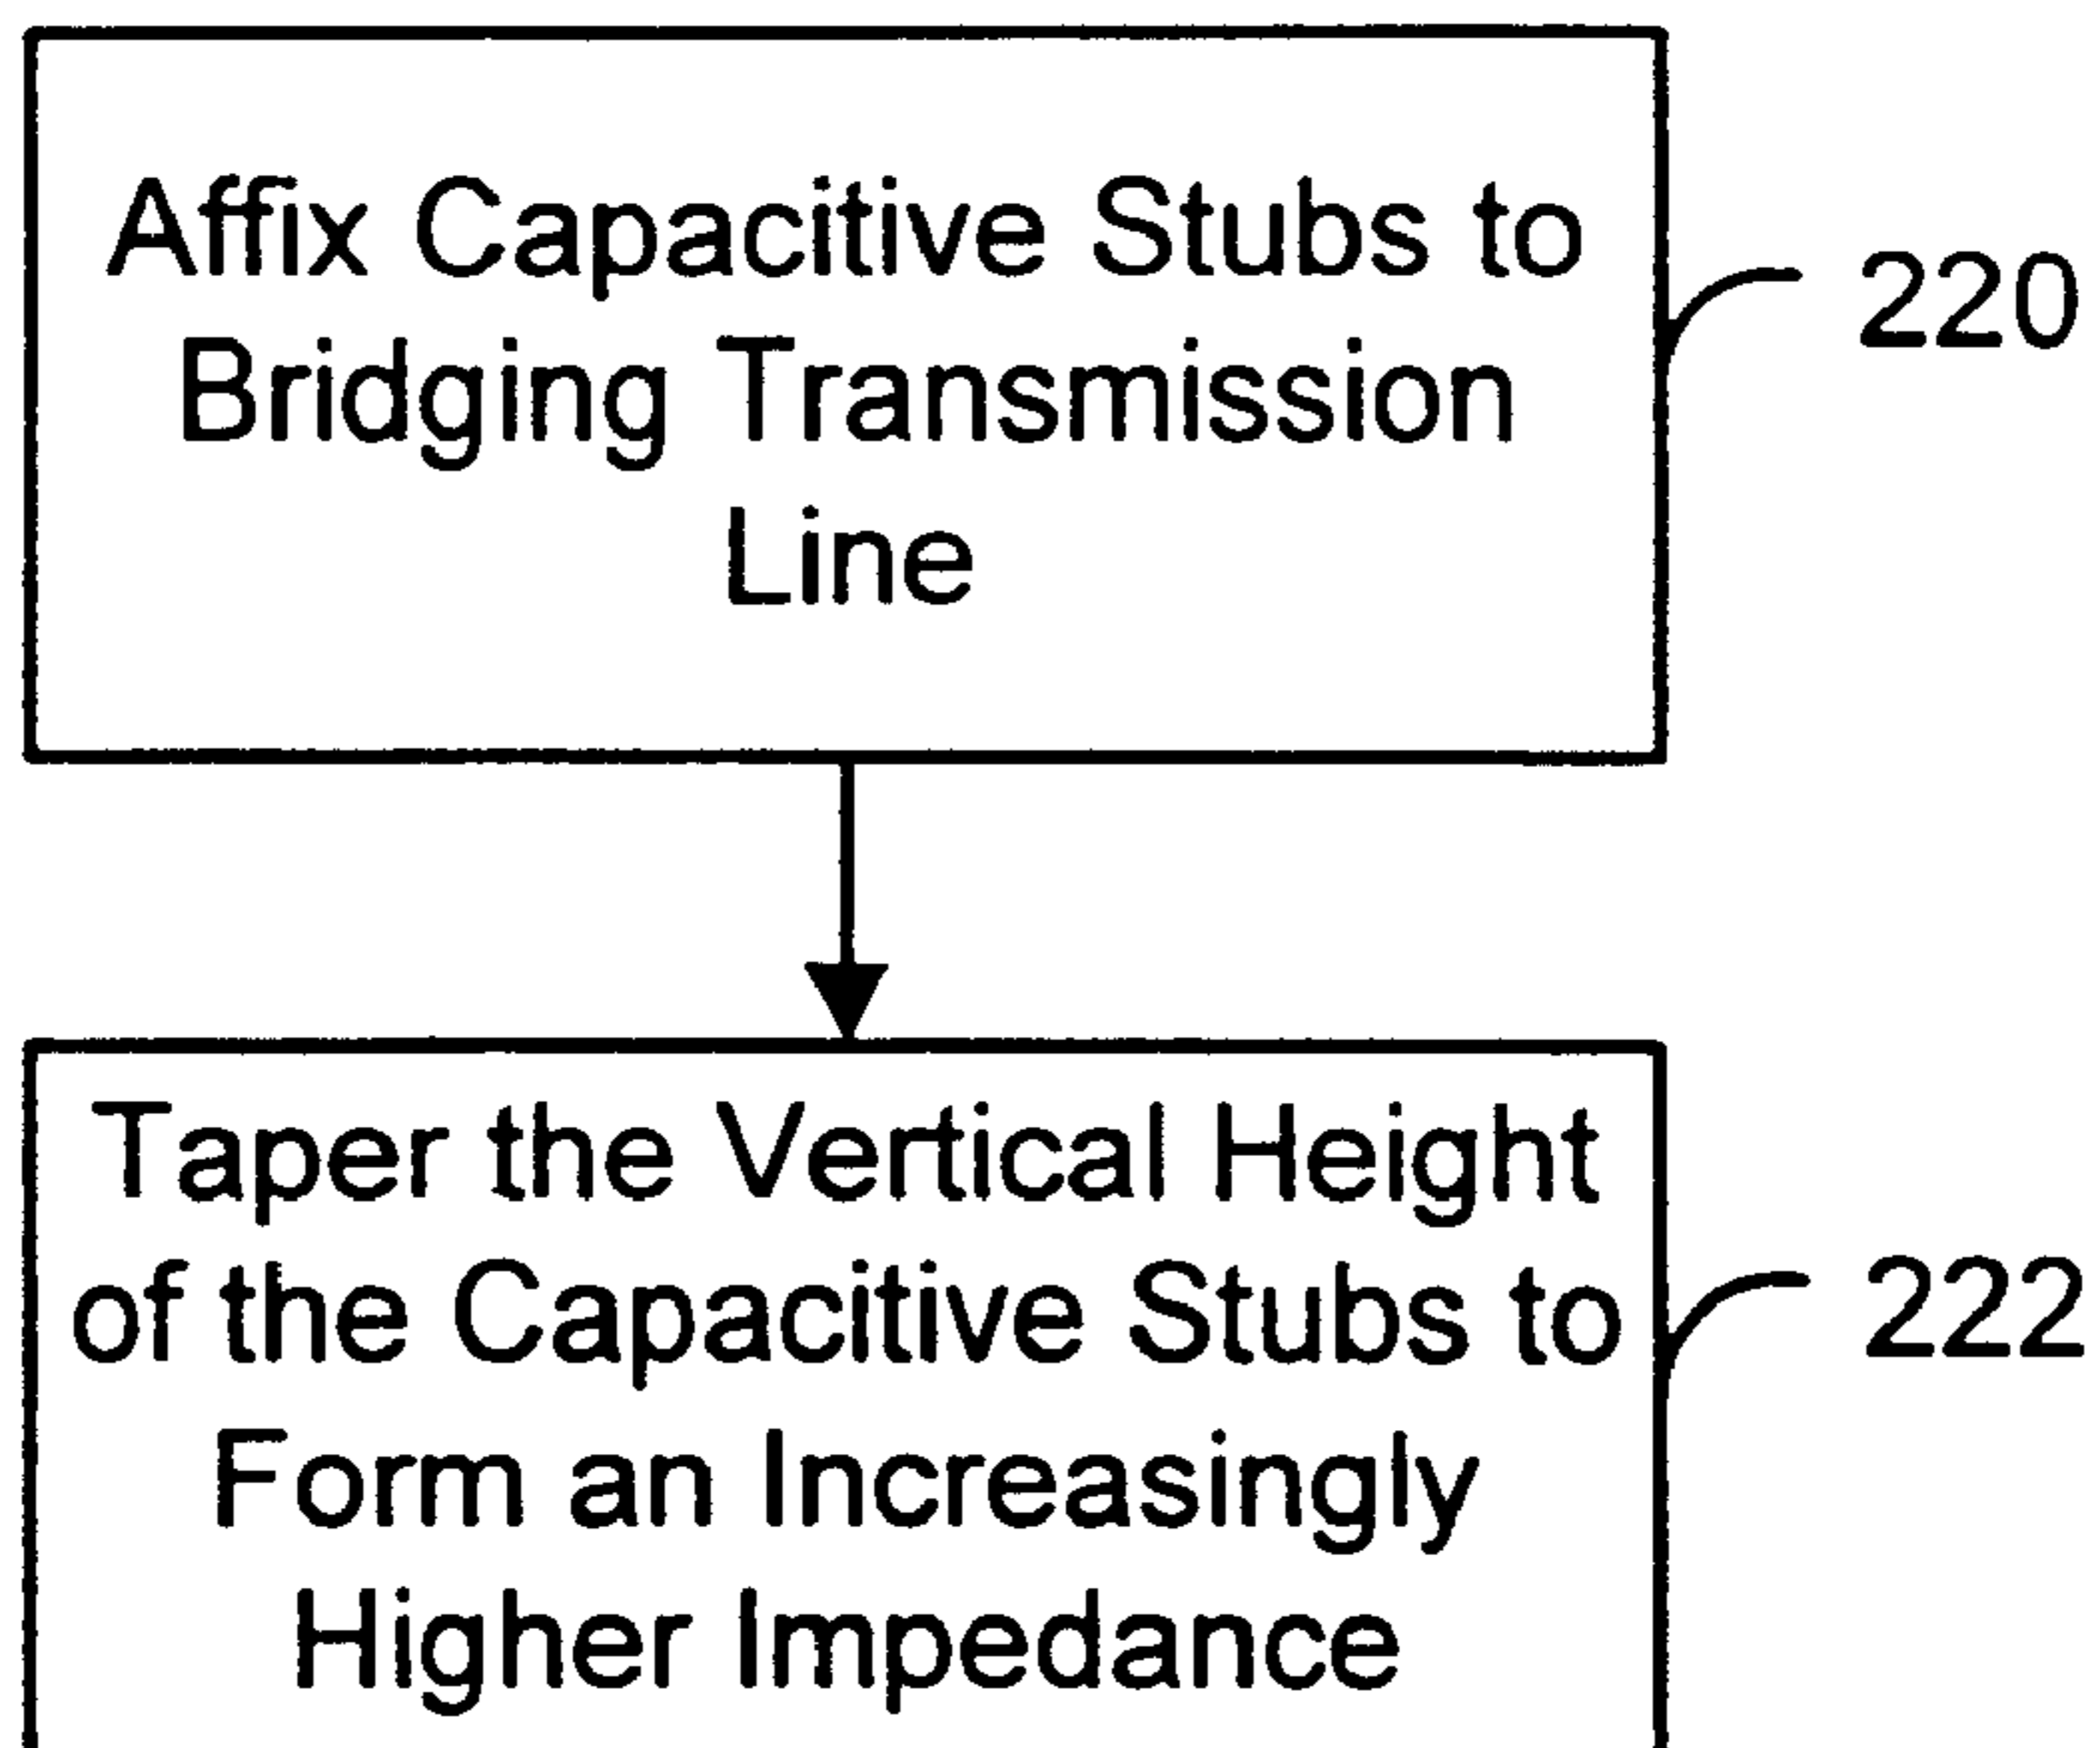 Affix Capacitive Stubs to
Bridging Transmission
Line
220
Taper the Vertical Height
of the Capacitive Stubs to
Form an Increasingly
Higher Impedance
222